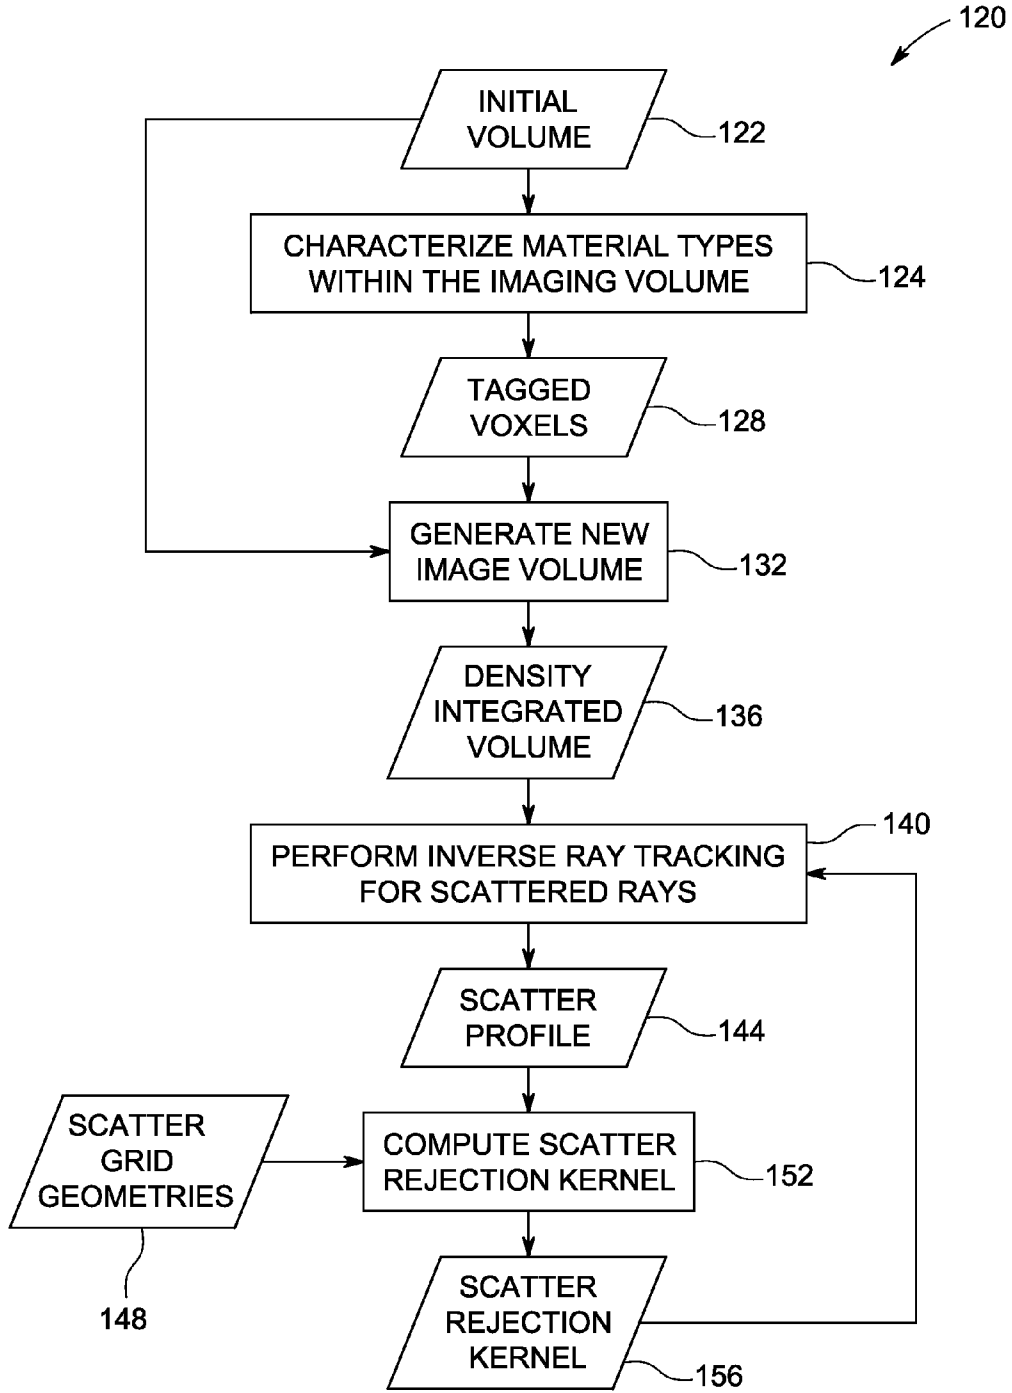 120
INITIAL
VOLUME
122
CHARACTERIZE MATERIAL TYPES
WITHIN THE IMAGING VOLUME
124
TAGGED
VOXELS
128
GENERATE NEW
IMAGE VOLUME
132
DENSITY
INTEGRATED
VOLUME
136
140
PERFORM INVERSE RAY TRACKING
FOR SCATTERED RAYS
SCATTER
PROFILE
144
SCATTER
GRID
GEOMETRIES
148
COMPUTE SCATTER
REJECTION KERNEL
152
SCATTER
REJECTION
KERNEL
156